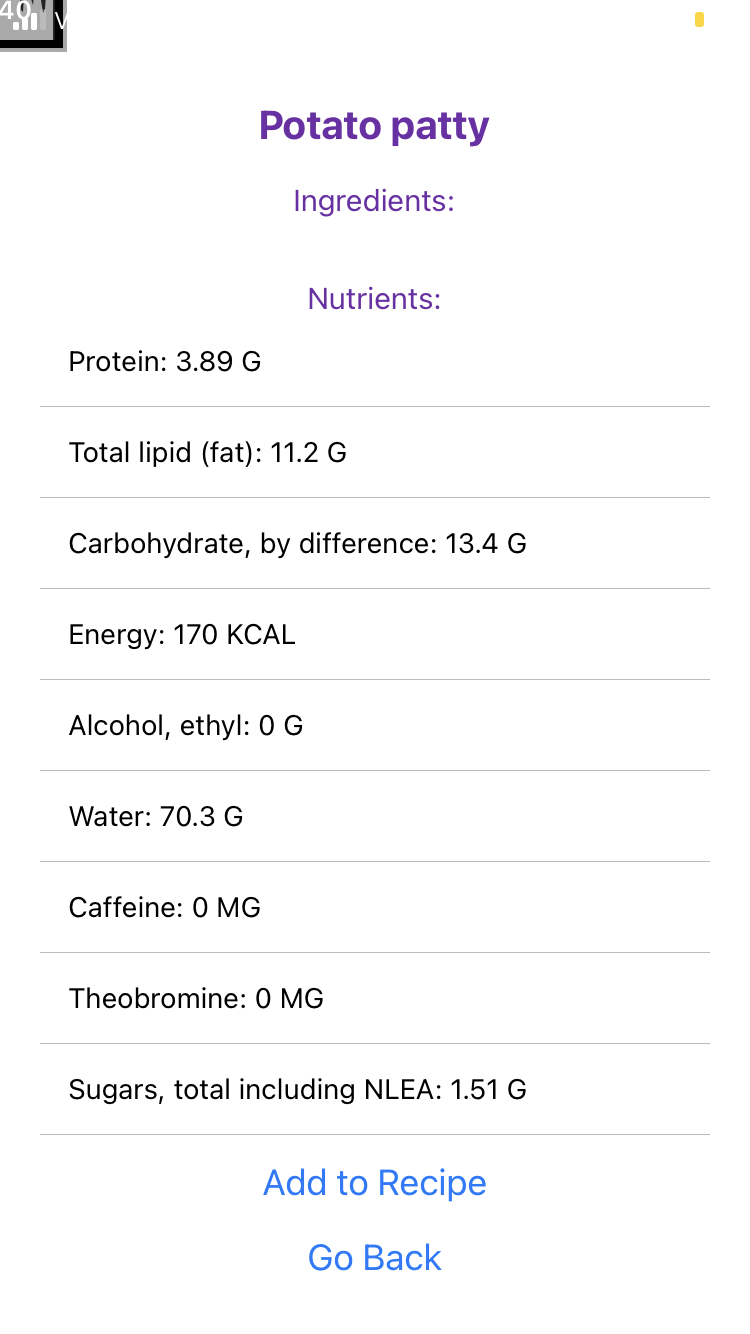 40
Potato patty
Ingredients:
Nutrients:
Protein: 3.89 G
Total lipid (fat): 11.2 G
Carbohydrate, by difference: 13.4 G
Energy: 170 KCAL
Alcohol, ethyl: 0 G
Water: 70.3 G
Caffeine: 0 MG
Theobromine: 0 MG
Sugars, total including NLEA: 1.51 G
Add to Recipe
Go Back